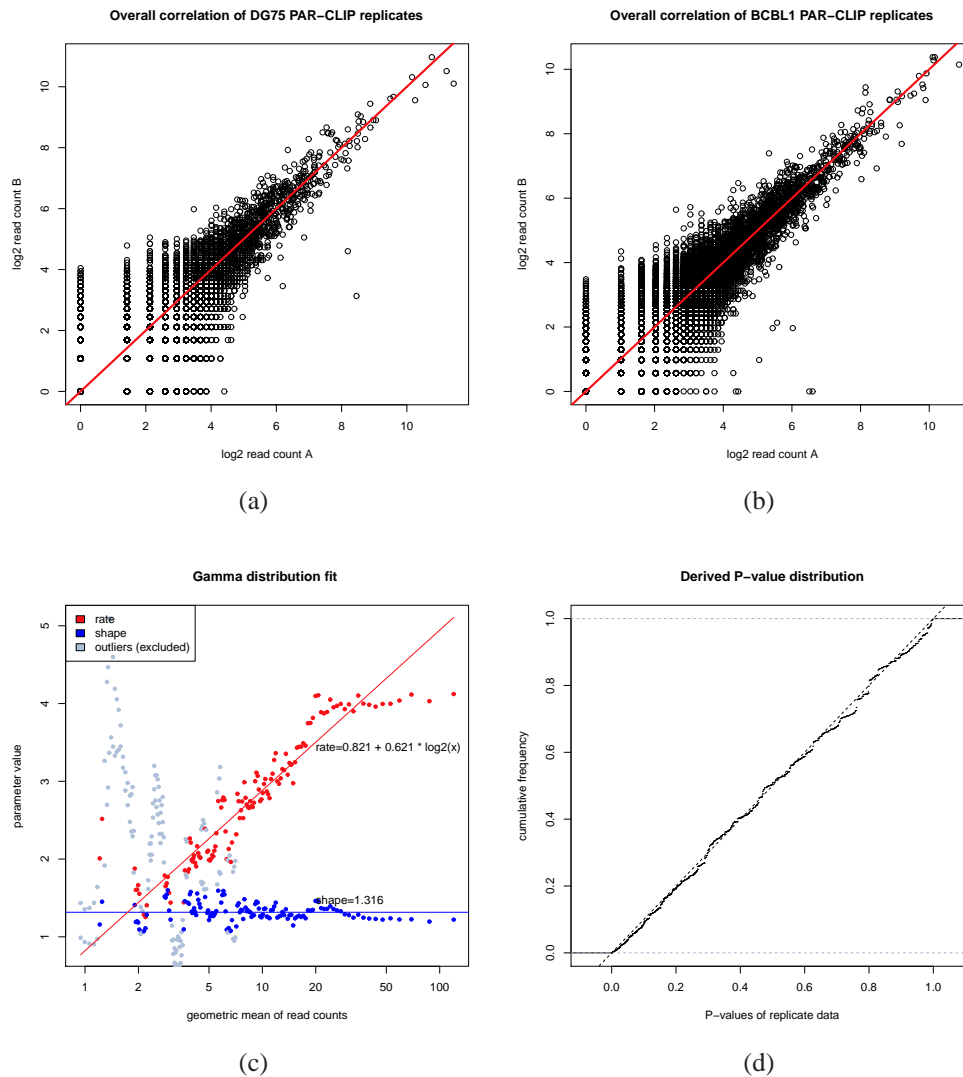 Overall correlation of DG75 PAR−CLIP replicates
log2 read count B
0 2 4 6 8 10
0 2 4 6 8 10
log2 read count A
(a)
Overall correlation of BCBL1 PAR−CLIP replicates
log2 read count B
0 2 4 6 8 10
0 2 4 6 8 10
log2 read count A
(b)
Gamma distribution fit
parameter value
1 2 3 4 5
rate
shape
outliers (excluded)
rate=0.821 + 0.621 * log2(x)
shape=1.316
1 2 5 10 20 50 100
geometric mean of read counts
(c)
Derived P−value distribution
cumulative frequency
0.0 0.2 0.4 0.6 0.8 1.0
0.0 0.2 0.4 0.6 0.8 1.0
P−values of replicate data
(d)